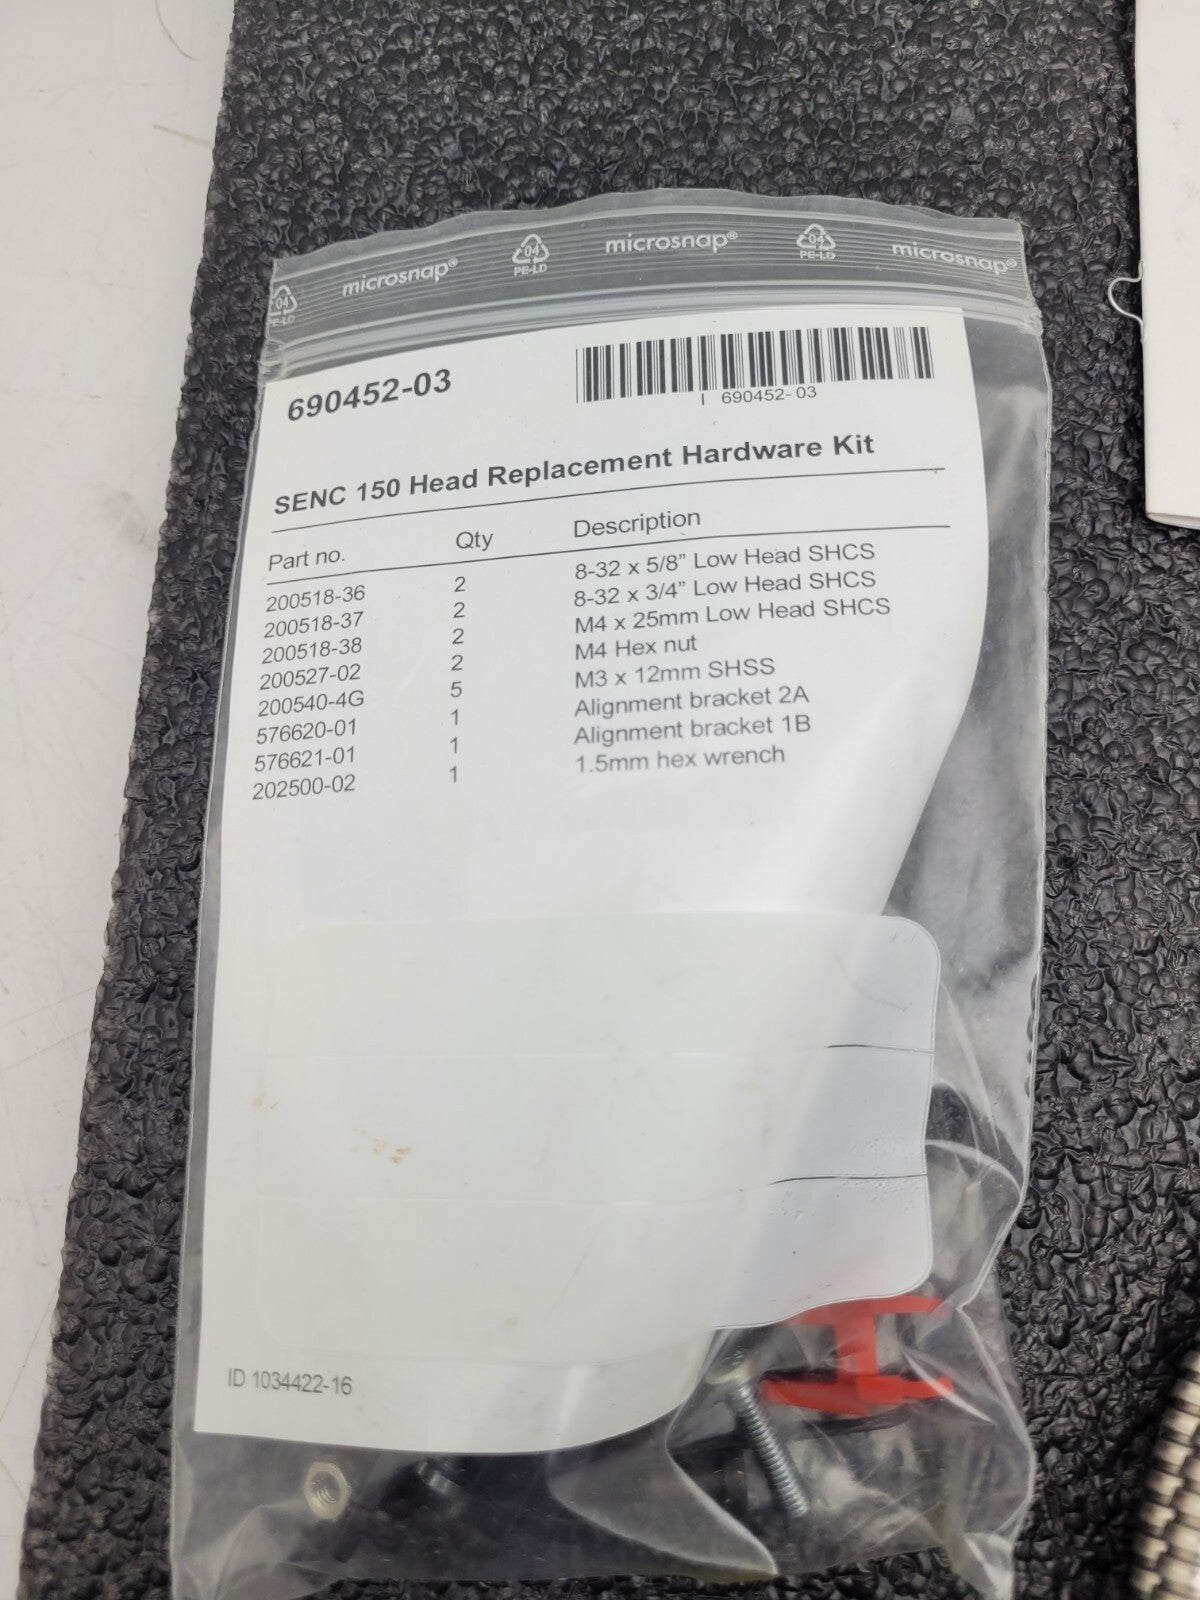 microsnap® 04 PE-LD microsnap® 04 PE-LD microsnap®
04
PE-LD
690452-03
I 690452- 03
SENC 150 Head Replacement Hardware Kit
Part no. Qty Description
200518-36 2 8-32 x 5/8” Low Head SHCS
200518-37 2 8-32 x 3/4” Low Head SHCS
200518-38 2 M4 x 25mm Low Head SHCS
200527-02 2 M4 Hex nut
200540-4G 5 M3 x 12mm SHSS
576620-01 1 Alignment bracket 2A
576621-01 1 Alignment bracket 1B
202500-02 1 1.5mm hex wrench
ID 1034422-16